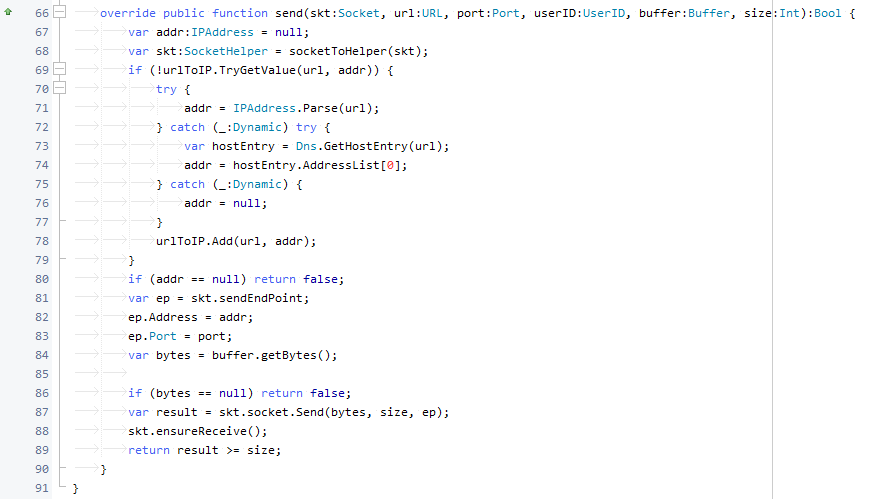 66 override public function send(skt:Socket, url:URL, port:Port, userID:UserID, buffer:Buffer, size:Int):Bool {
67 var addr:IPAddress = null;
68 var skt:SocketHelper = socketToHelper(skt);
69 if (!urlToIP.TryGetValue(url, addr)) {
70 try {
71 addr = IPAddress.Parse(url);
72 } catch (_:Dynamic) try {
73 var hostEntry = Dns.GetHostEntry(url);
74 addr = hostEntry.AddressList[0];
75 } catch (_:Dynamic) {
76 addr = null;
77 }
78 urlToIP.Add(url, addr);
79 }
80 if (addr == null) return false;
81 var ep = skt.sendEndPoint;
82 ep.Address = addr;
83 ep.Port = port;
84 var bytes = buffer.getBytes();
85
86 if (bytes == null) return false;
87 var result = skt.socket.Send(bytes, size, ep);
88 skt.ensureReceive();
89 return result >= size;
90 }
91 }